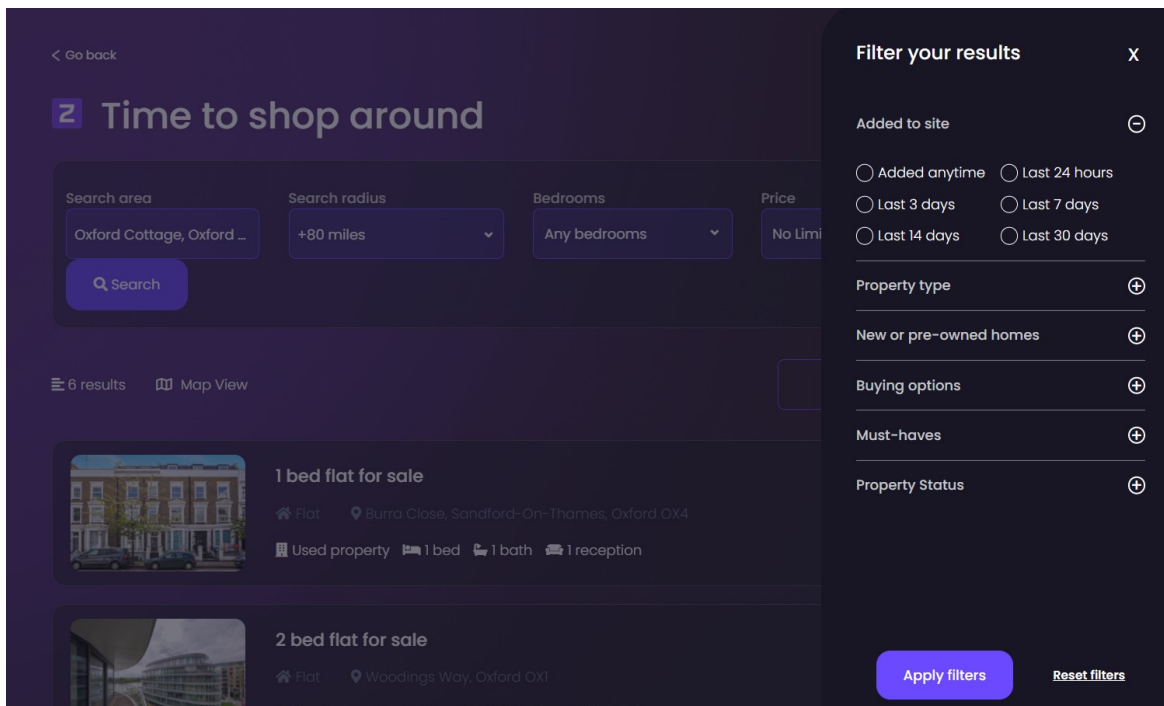 Go back
Time to shop around
Search area
Search radius
Bedrooms
Price
Oxford Cottage, Oxford ...
+80 miles
Any bedrooms
No Limi
Search
6 results
Map View
1 bed flat for sale
Flat
Burra Close, Sandford-On-Thames, Oxford OX4
Used property 1 bed 1 bath 1 reception
2 bed flat for sale
Flat
Woodings Way, Oxford OX1
Filter your results
X
Added to site
Added anytime
Last 24 hours
Last 3 days
Last 7 days
Last 14 days
Last 30 days
Property type
New or pre-owned homes
Buying options
Must-haves
Property Status
Apply filters
Reset filters